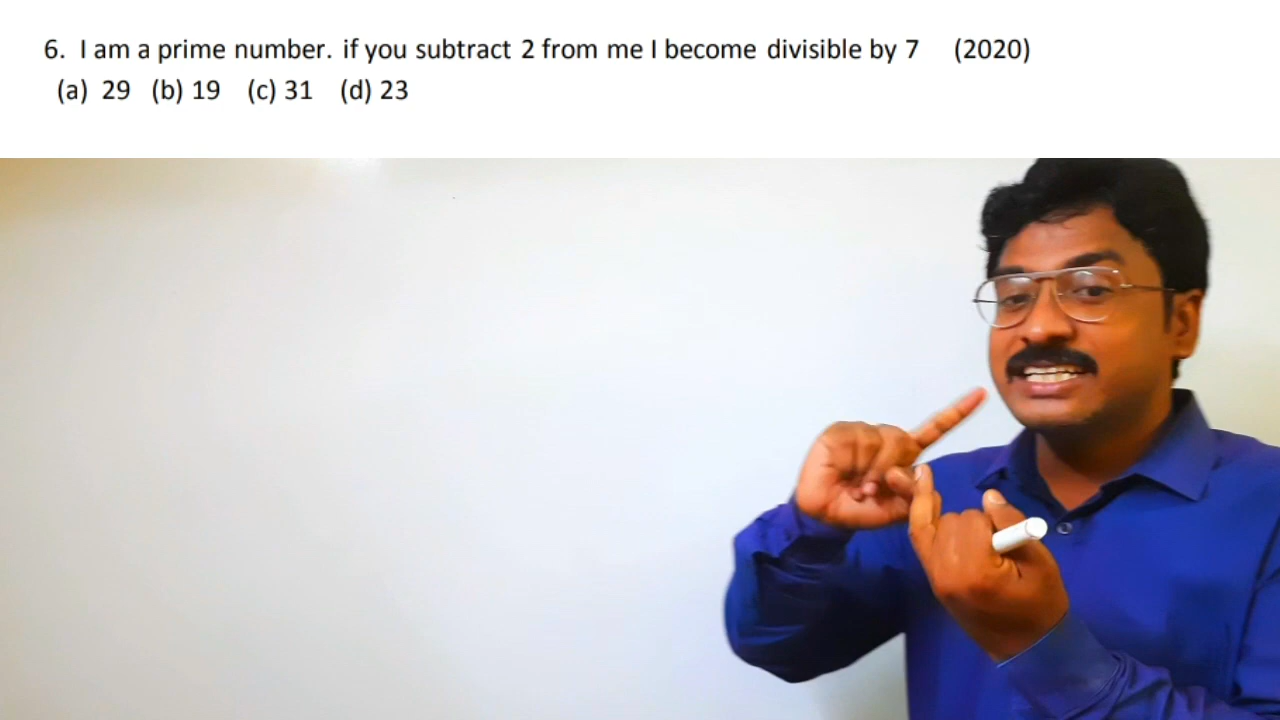 6. I am a prime number. if you subtract 2 from me I become divisible by 7 (2020)
(a) 29 (b) 19 (c) 31 (d) 23